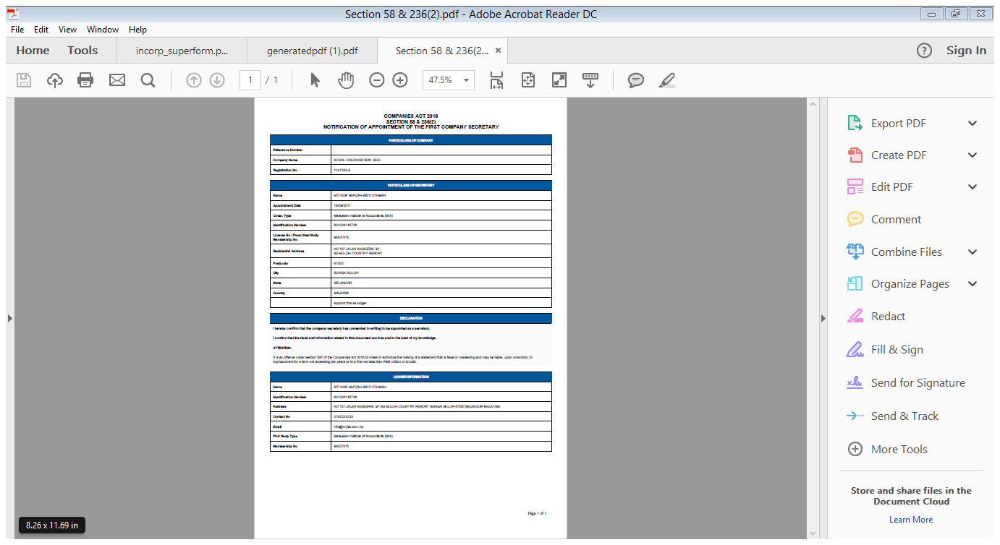 Section 58 & 236(2).pdf - Adobe Acrobat Reader DC
File Edit View Window Help
Home Tools incorp_superform.p... generatedpdf (1).pdf Section 58 & 236(2... × Sign In
1 / 1 47.5%
COMPANIES ACT 2016
SECTION 58 & 236(2)
NOTIFICATION OF APPOINTMENT OF THE FIRST COMPANY SECRETARY
PARTICULARS OF COMPANY
Reference Number
Company Name ACHOL HOLDINGS SDN. BHD.
Registration No. 1247333-A
PARTICULARS OF SECRETARY
Name SITI NOR HAFIZAH BINTI OTHMAN
Appointment Date
Cosec Type Malaysian Institute of Accountants (MIA)
Identification Number
License No / Prescribed Body
Membership No MIA27815
Residential Address NO 137 JALAN ANGGERIK 3/1
SG BULOH COUNTRY RESORT
Postcode 47000
City SUNGAI BULOH
State SELANGOR
Country MALAYSIA
Appoint this as lodger
DECLARATION
I hereby confirm that the company secretary has consented in writing to be appointed as a secretary.
I confirm that the facts and information stated in this document are true and to the best of my knowledge.
ATTENTION:
It is an offence under section 591 of the Companies Act 2016 to make or authorize the making of a statement that is false or misleading and may be liable, upon conviction, to
imprisonment for a term not exceeding ten years or to a fine not less than RM3 million or to both.
LODGER INFORMATION
Name SITI NOR HAFIZAH BINTI OTHMAN
Identification Number
Address NO 137 JALAN ANGGERIK 3/1 SG BULOH COUNTRY RESORT SUNGAI BULOH 47000 SELANGOR MALAYSIA
Contact No
Email
Prof. Body Type Malaysian Institute of Accountants (MIA)
Membership No MIA27815
Page 1 of 1
8.26 x 11.69 in
Export PDF
Create PDF
Edit PDF
Comment
Combine Files
Organize Pages
Redact
Fill & Sign
Send for Signature
Send & Track
More Tools
Store and share files in the
Document Cloud
Learn More